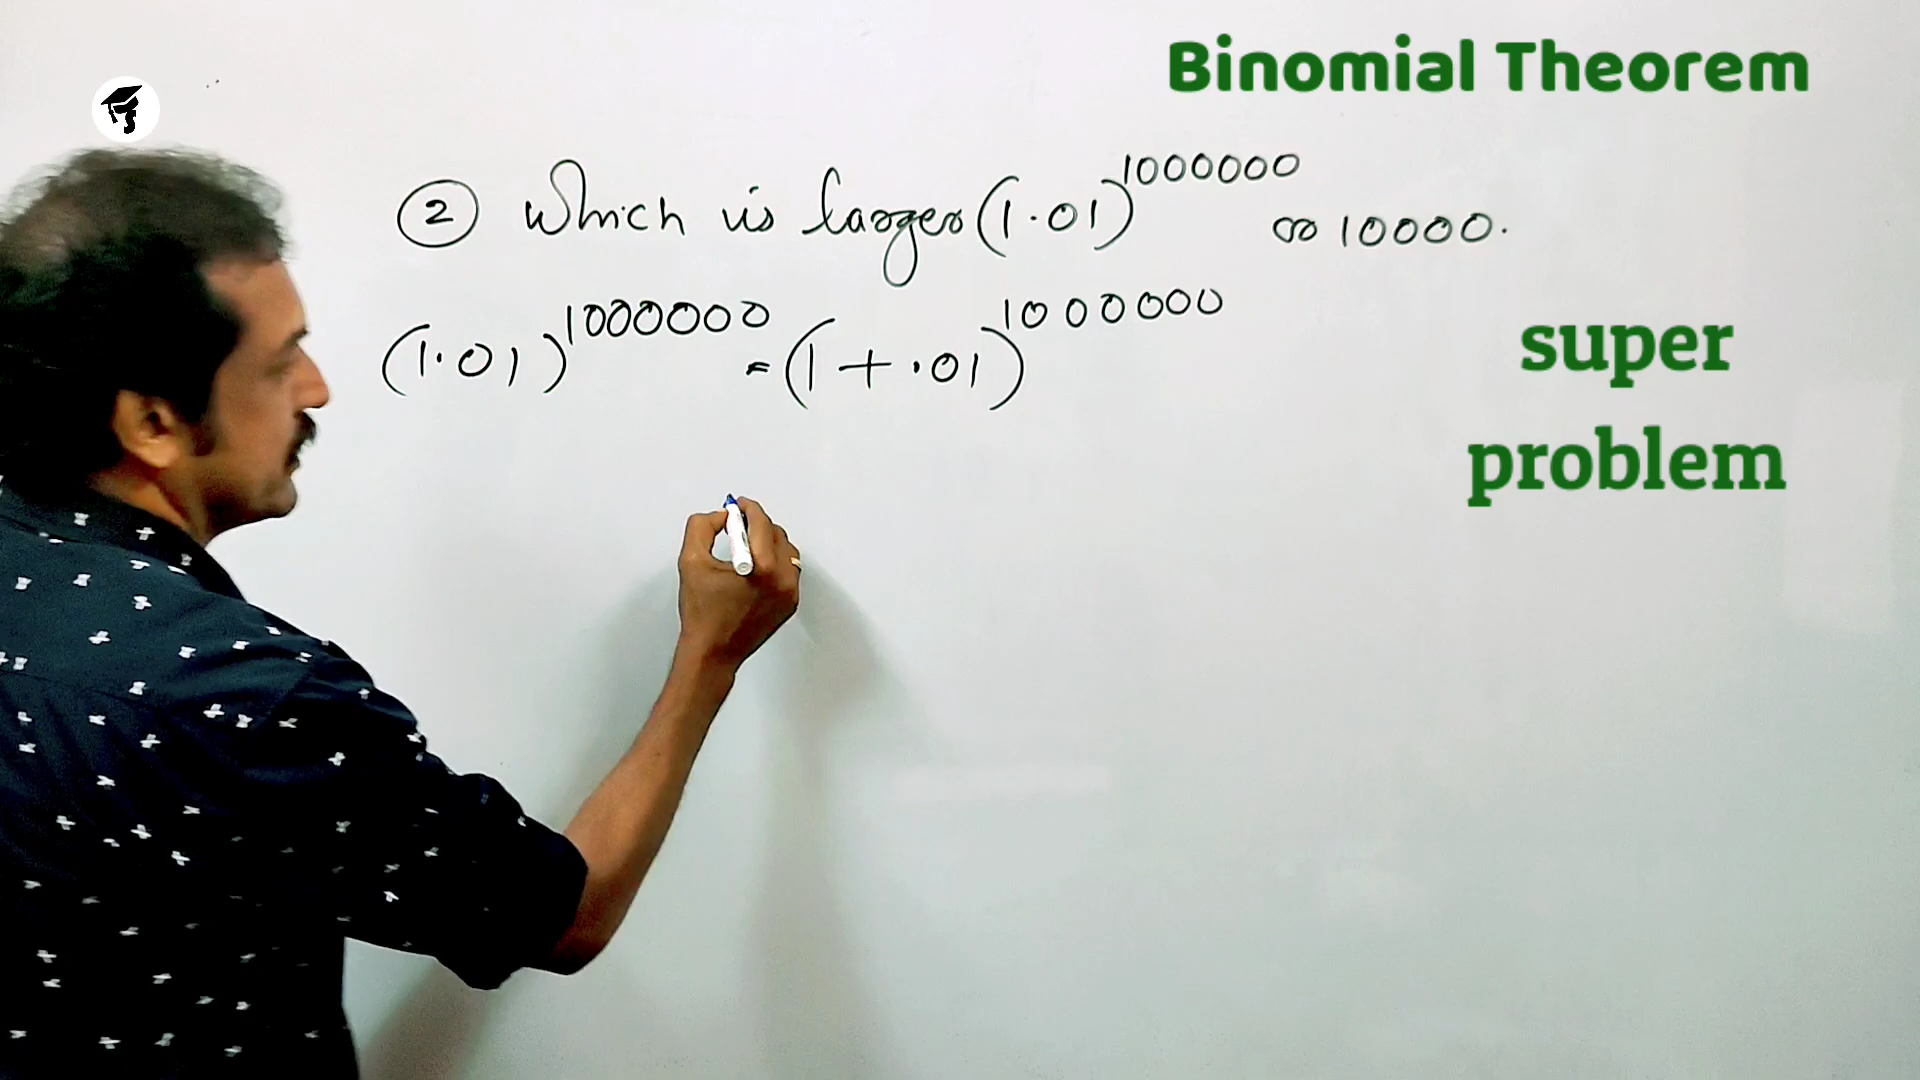 Binomial Theorem
② Which is larger (1.01)^1000000 or 10000.
(1.01)^1000000 = (1 + .01)^1000000
super
problem